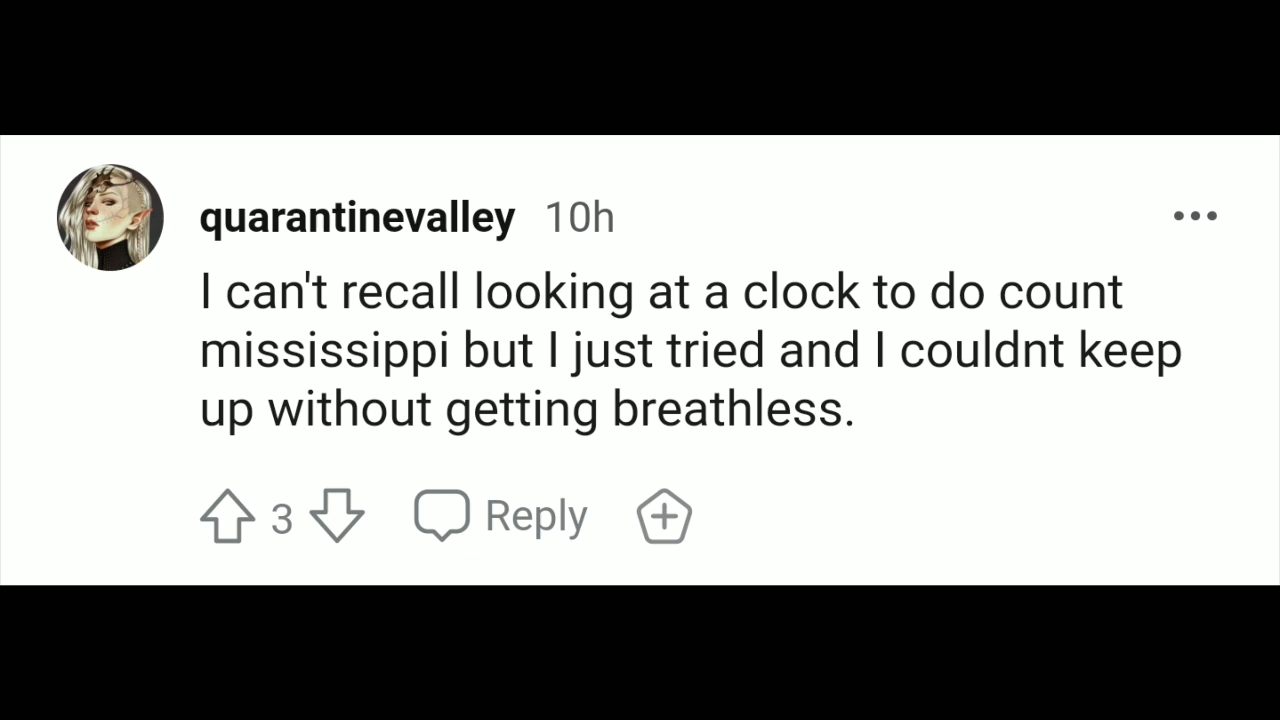 quarantinevalley 10h
I can't recall looking at a clock to do count
mississippi but I just tried and I couldnt keep
up without getting breathless.
3 Reply